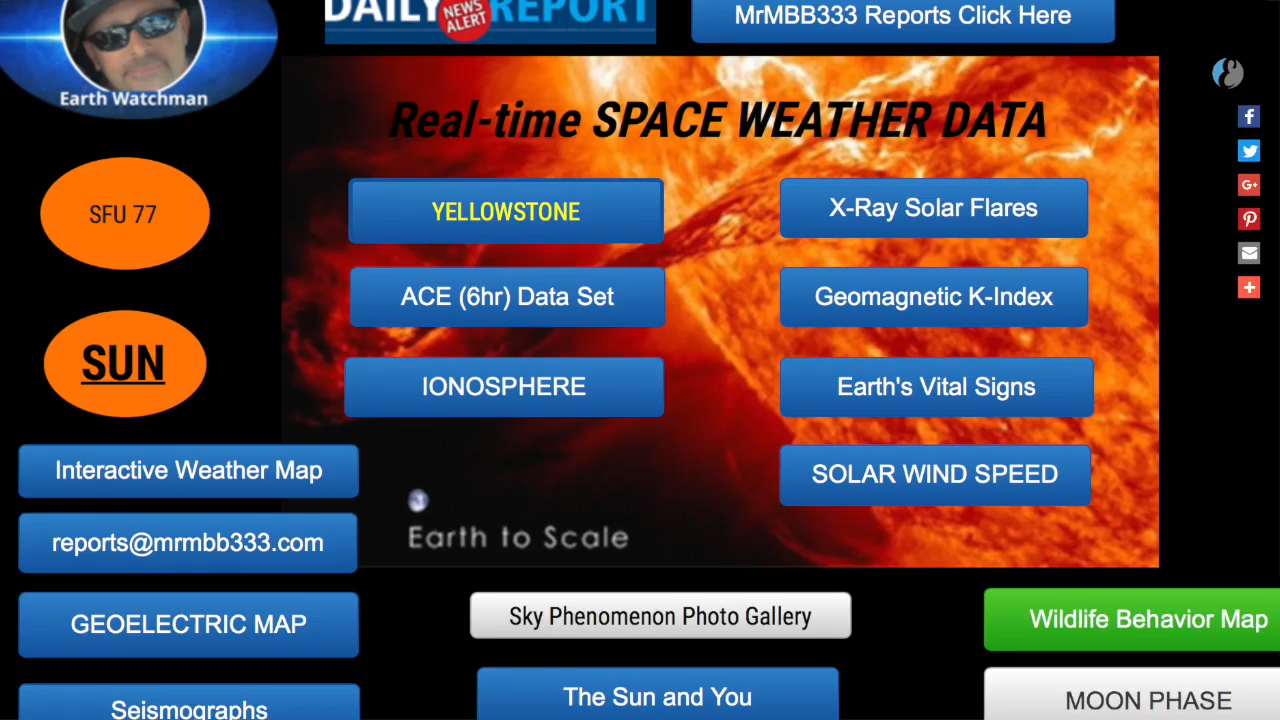 DAILY NEWS ALERT REPORT
MrMBB333 Reports Click Here
Earth Watchman
Real-time SPACE WEATHER DATA
SFU 77
YELLOWSTONE
X-Ray Solar Flares
ACE (6hr) Data Set
Geomagnetic K-Index
SUN
IONOSPHERE
Earth's Vital Signs
Interactive Weather Map
SOLAR WIND SPEED
reports@mrmbb333.com
Earth to Scale
GEOELECTRIC MAP
Sky Phenomenon Photo Gallery
Wildlife Behavior Map
Seismographs
The Sun and You
MOON PHASE